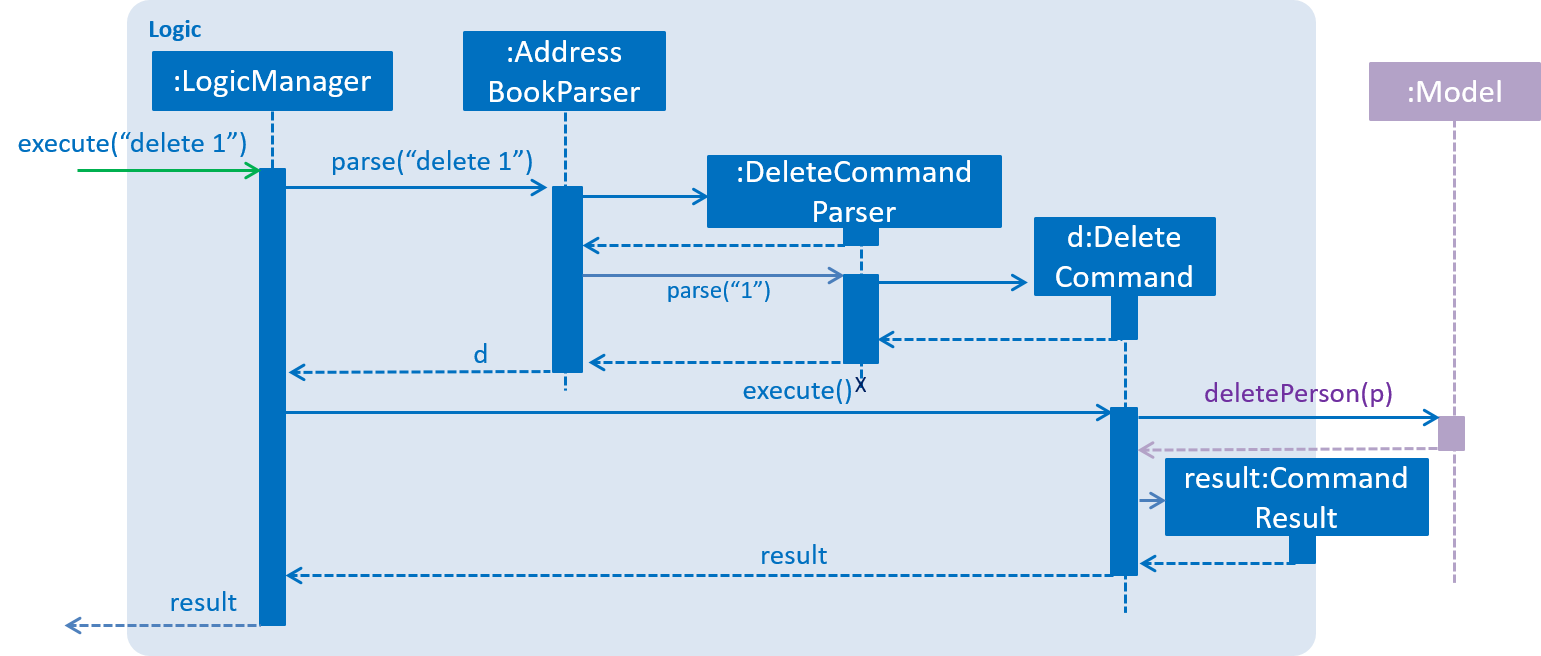 Logic
:LogicManager
:Address
BookParser
:Model
execute(“delete 1”)
parse(“delete 1”)
:DeleteCommand
Parser
d:Delete
Command
parse(“1”)
d
X
execute()
deletePerson(p)
result:Command
Result
result
result